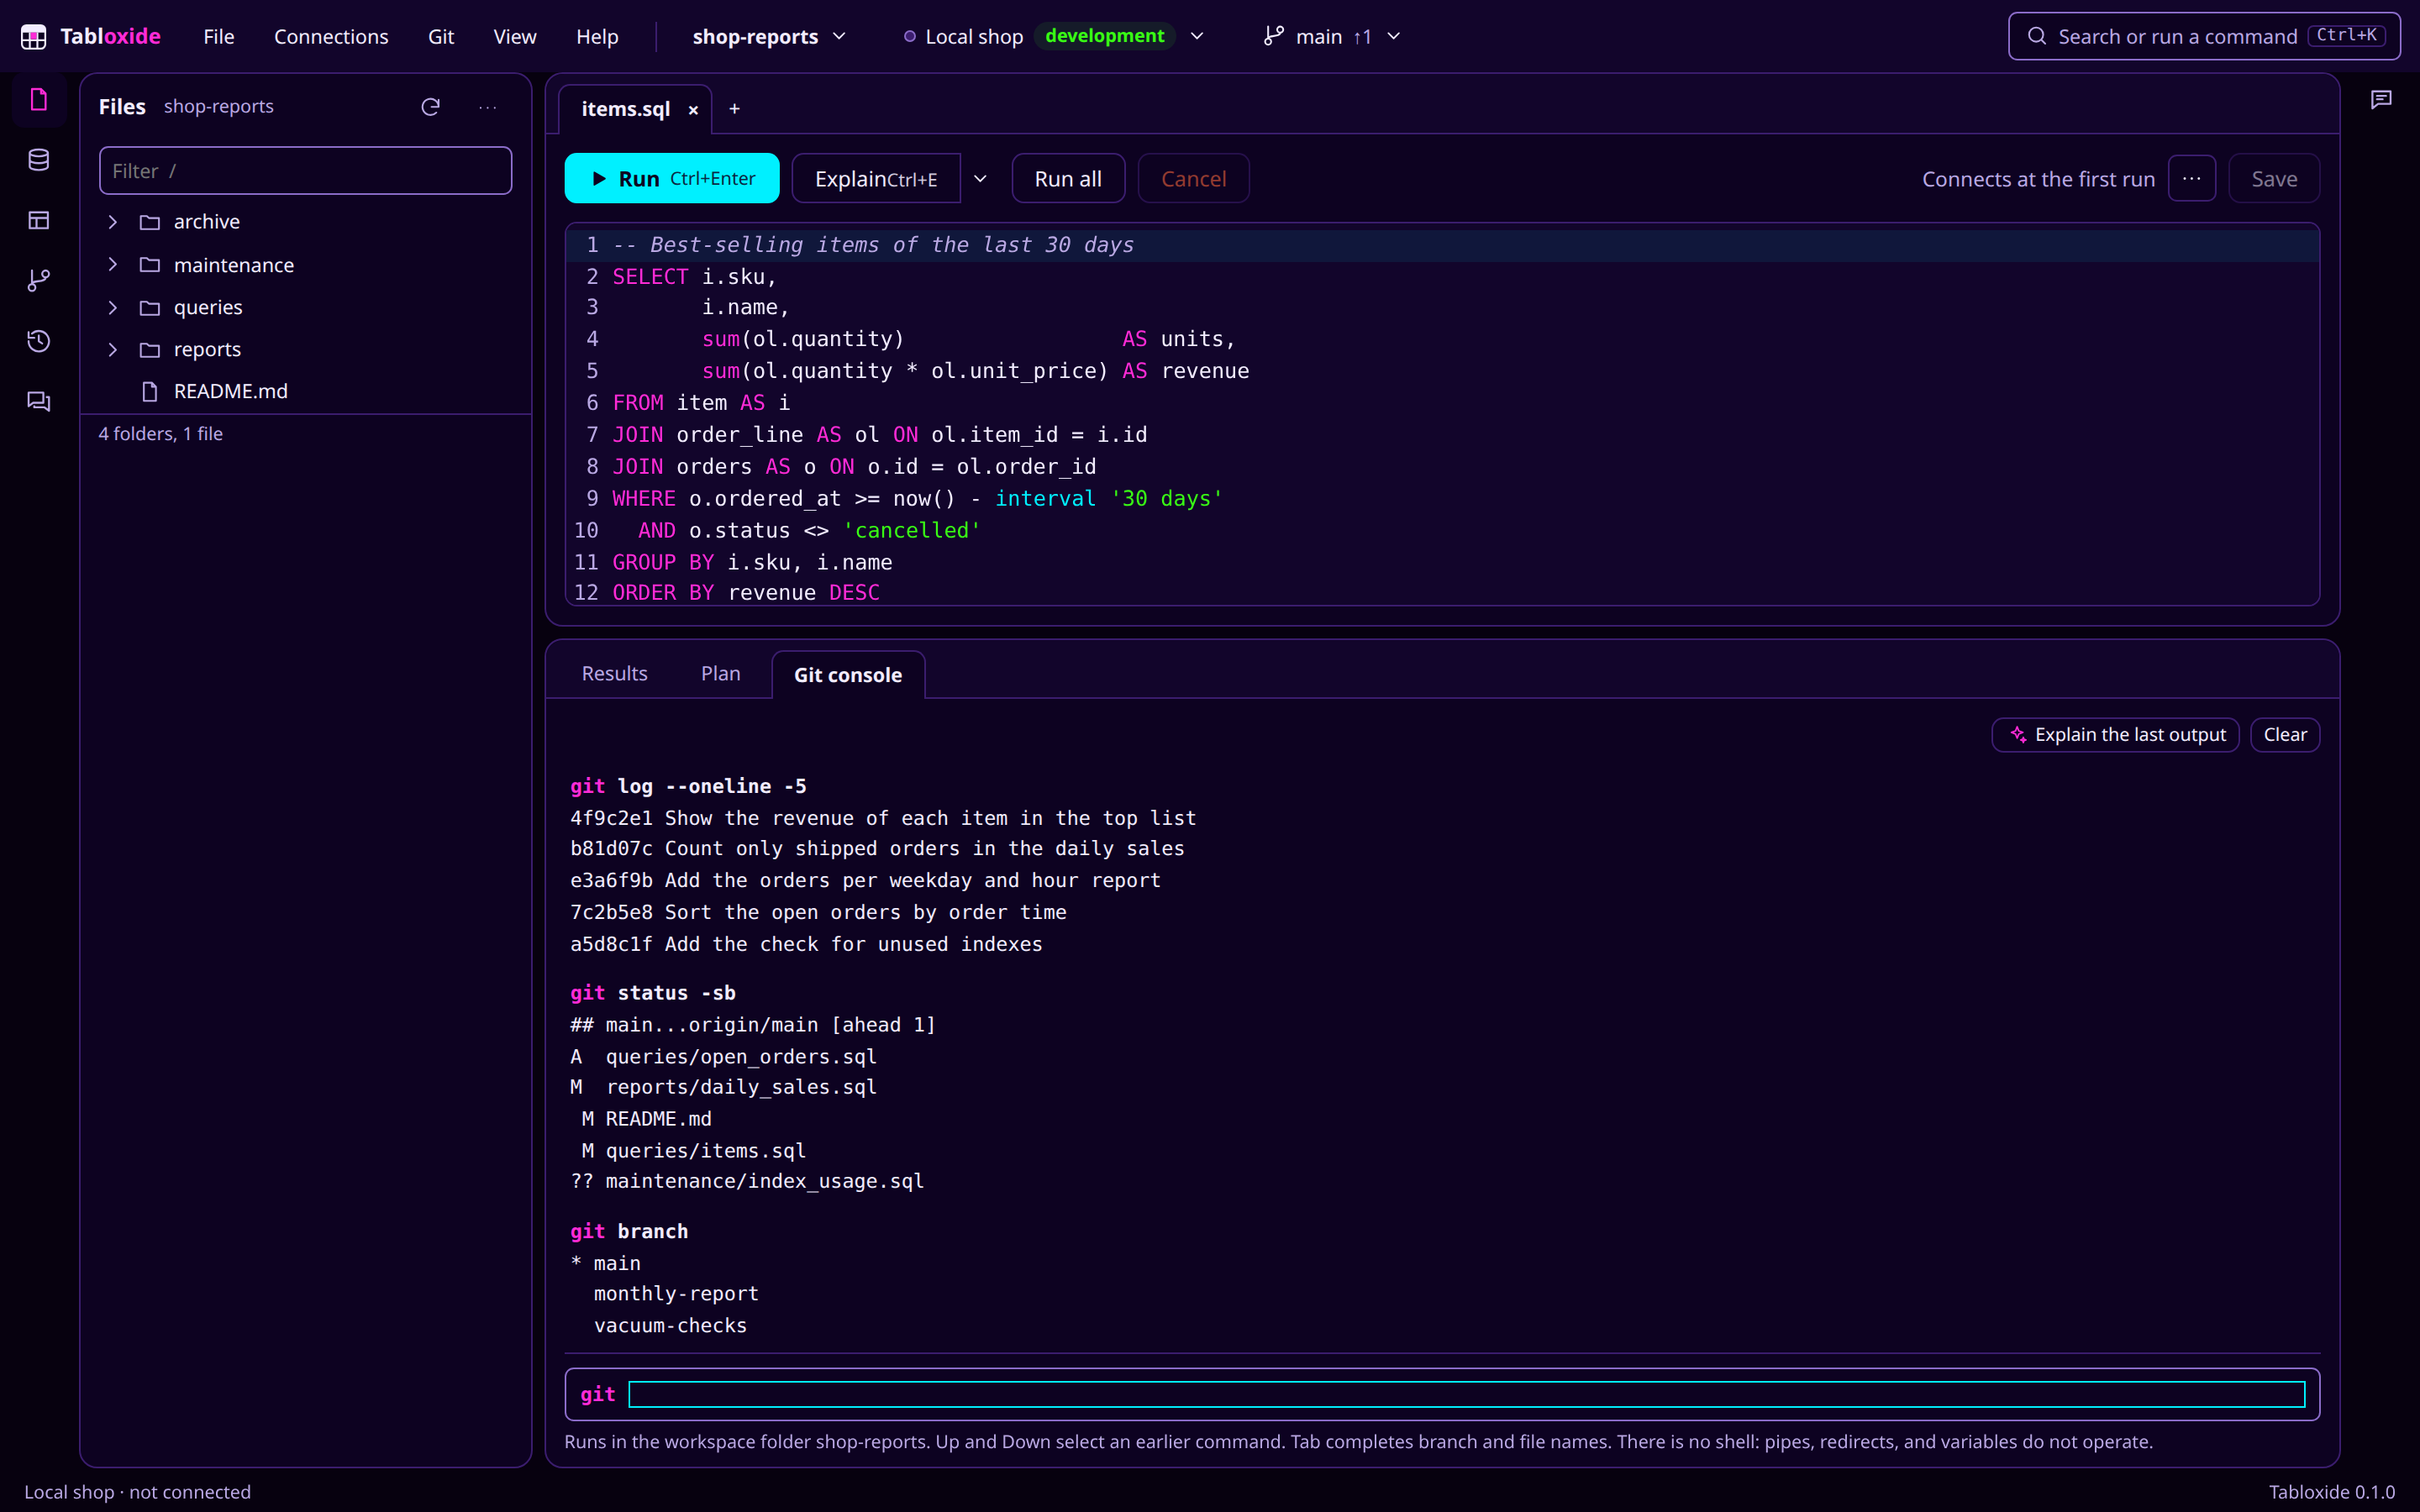 Tabloxide File Connections Git View Help shop-reports Local shop development main ↑1 Search or run a command Ctrl+K
Files shop-reports ···
Filter /
archive
maintenance
queries
reports
README.md
4 folders, 1 file
items.sql × +
Run Ctrl+Enter Explain Ctrl+E Run all Cancel Connects at the first run ··· Save
1 -- Best-selling items of the last 30 days
2 SELECT i.sku,
3        i.name,
4        sum(ol.quantity)                 AS units,
5        sum(ol.quantity * ol.unit_price) AS revenue
6 FROM item AS i
7 JOIN order_line AS ol ON ol.item_id = i.id
8 JOIN orders AS o ON o.id = ol.order_id
9 WHERE o.ordered_at >= now() - interval '30 days'
10   AND o.status <> 'cancelled'
11 GROUP BY i.sku, i.name
12 ORDER BY revenue DESC
Results Plan Git console
Explain the last output Clear
git log --oneline -5
4f9c2e1 Show the revenue of each item in the top list
b81d07c Count only shipped orders in the daily sales
e3a6f9b Add the orders per weekday and hour report
7c2b5e8 Sort the open orders by order time
a5d8c1f Add the check for unused indexes
git status -sb
## main...origin/main [ahead 1]
A  queries/open_orders.sql
M  reports/daily_sales.sql
 M README.md
 M queries/items.sql
?? maintenance/index_usage.sql
git branch
* main
  monthly-report
  vacuum-checks
git
Runs in the workspace folder shop-reports. Up and Down select an earlier command. Tab completes branch and file names. There is no shell: pipes, redirects, and variables do not operate.
Local shop · not connected Tabloxide 0.1.0